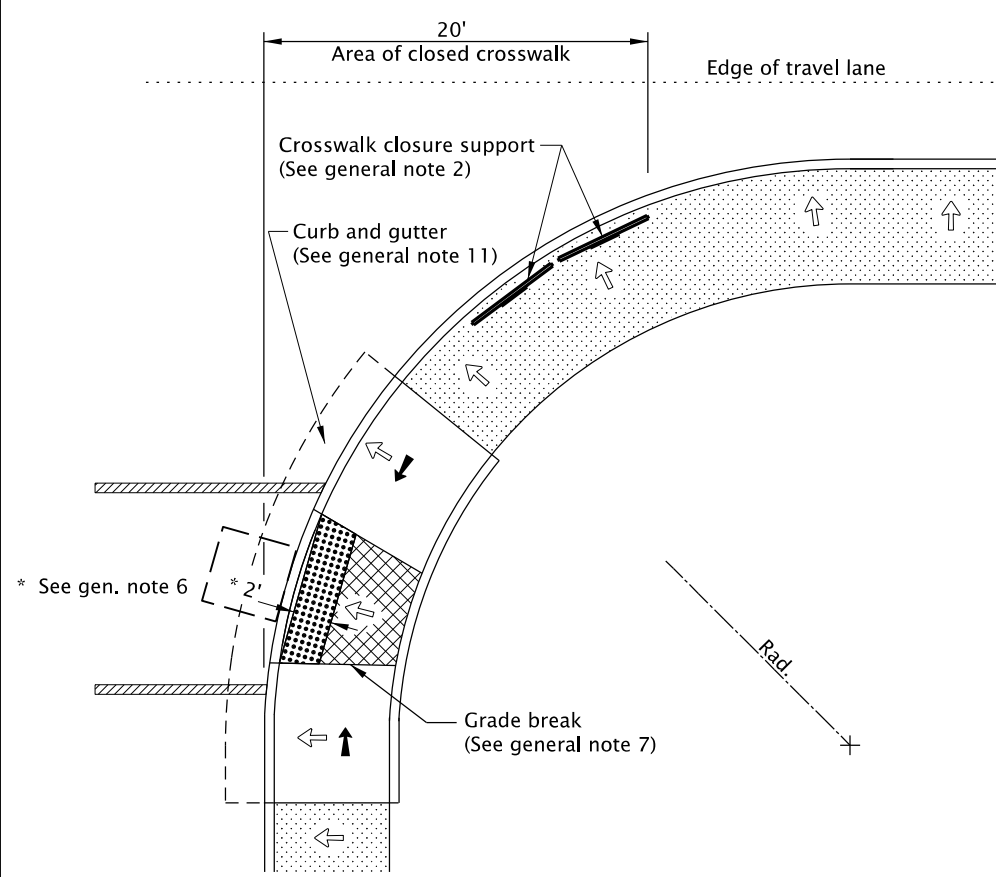 20'
Area of closed crosswalk
Edge of travel lane
Crosswalk closure support
(See general note 2)
Curb and gutter
(See general note 11)
* See gen. note 6
* 2'
Rad.
Grade break
(See general note 7)